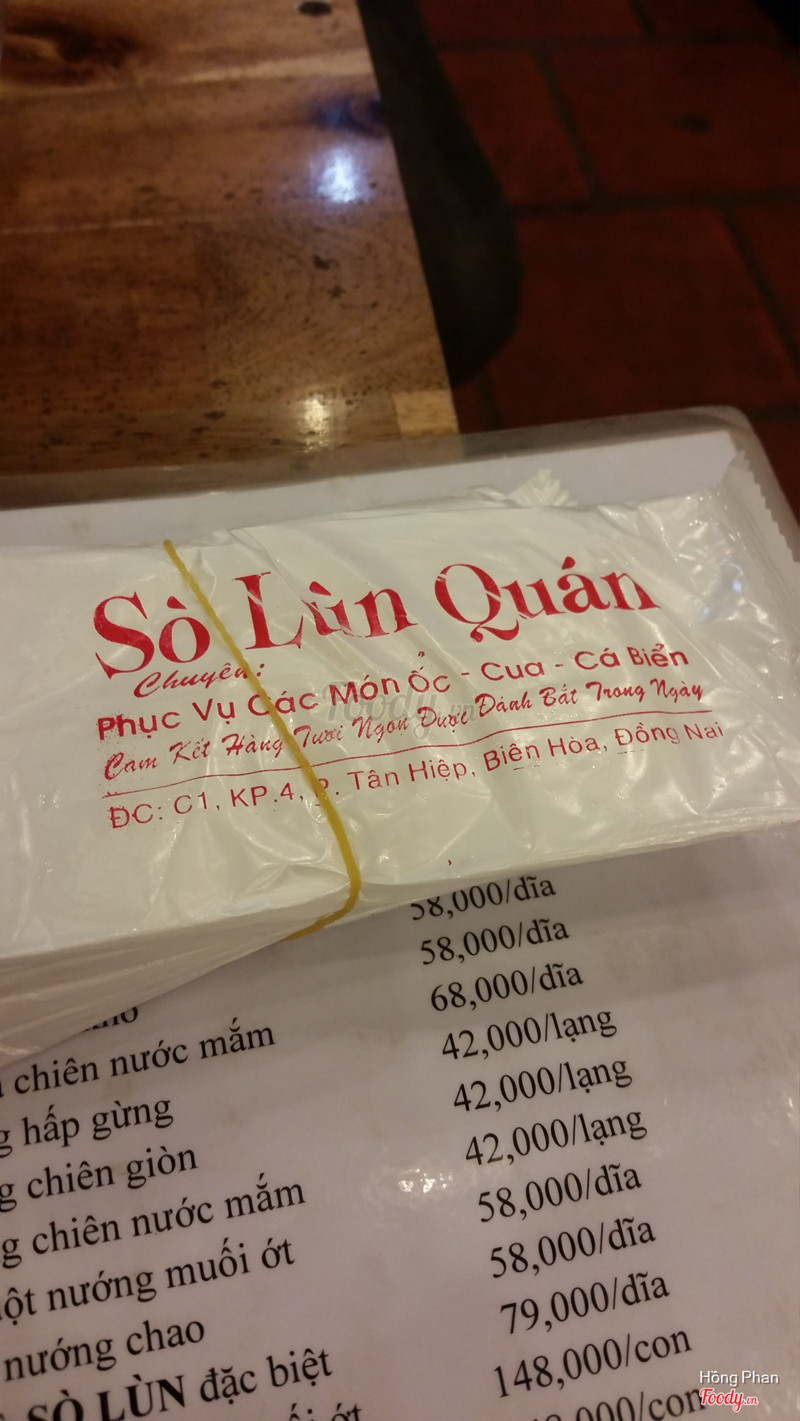 Sò Lùn Quán
Chuyên:
Phục Vụ Các Món Ốc - Cua - Cá Biển
Cam Kết Hàng Tươi Ngon Được Đánh Bắt Trong Ngày
ĐC: C1, KP.4, P. Tân Hiệp, Biên Hòa, Đồng Nai
58,000/dĩa
58,000/dĩa
68,000/dĩa
chiên nước mắm 42,000/lạng
hấp gừng 42,000/lạng
chiên giòn 42,000/lạng
chiên nước mắm 58,000/dĩa
nướng muối ớt 58,000/dĩa
nướng chao 79,000/dĩa
SÒ LÙN đặc biệt 148,000/con
ớt
Hồng Phan
Foody.vn